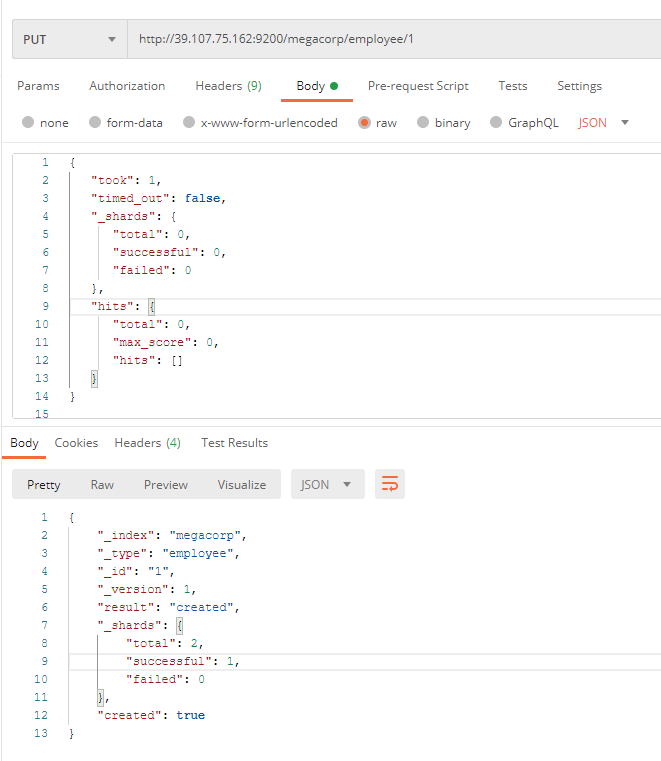 PUT http://39.107.75.162:9200/megacorp/employee/1
Params Authorization Headers (9) Body Pre-request Script Tests Settings
none form-data x-www-form-urlencoded raw binary GraphQL JSON
1 {
2 "took": 1,
3 "timed_out": false,
4 "_shards": {
5 "total": 0,
6 "successful": 0,
7 "failed": 0
8 },
9 "hits": {
10 "total": 0,
11 "max_score": 0,
12 "hits": []
13 }
14 }
15
Body Cookies Headers (4) Test Results
Pretty Raw Preview Visualize JSON
1 {
2 "_index": "megacorp",
3 "_type": "employee",
4 "_id": "1",
5 "_version": 1,
6 "result": "created",
7 "_shards": {
8 "total": 2,
9 "successful": 1,
10 "failed": 0
11 },
12 "created": true
13 }